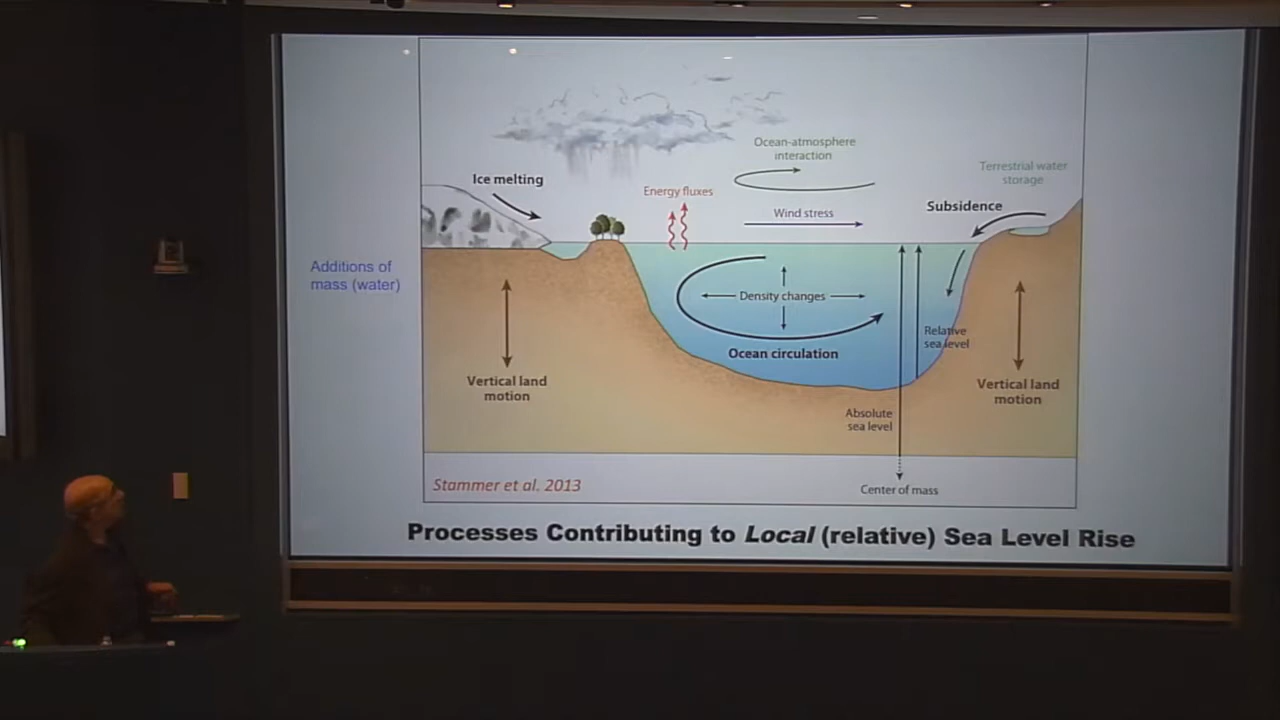 Ocean-atmosphere
interaction
Terrestrial water
storage
Ice melting
Energy fluxes
Wind stress
Subsidence
Additions of
mass (water)
Density changes
Relative
sea level
Ocean circulation
Vertical land
motion
Vertical land
motion
Absolute
sea level
Stammer et al. 2013
Center of mass
Processes Contributing to Local (relative) Sea Level Rise